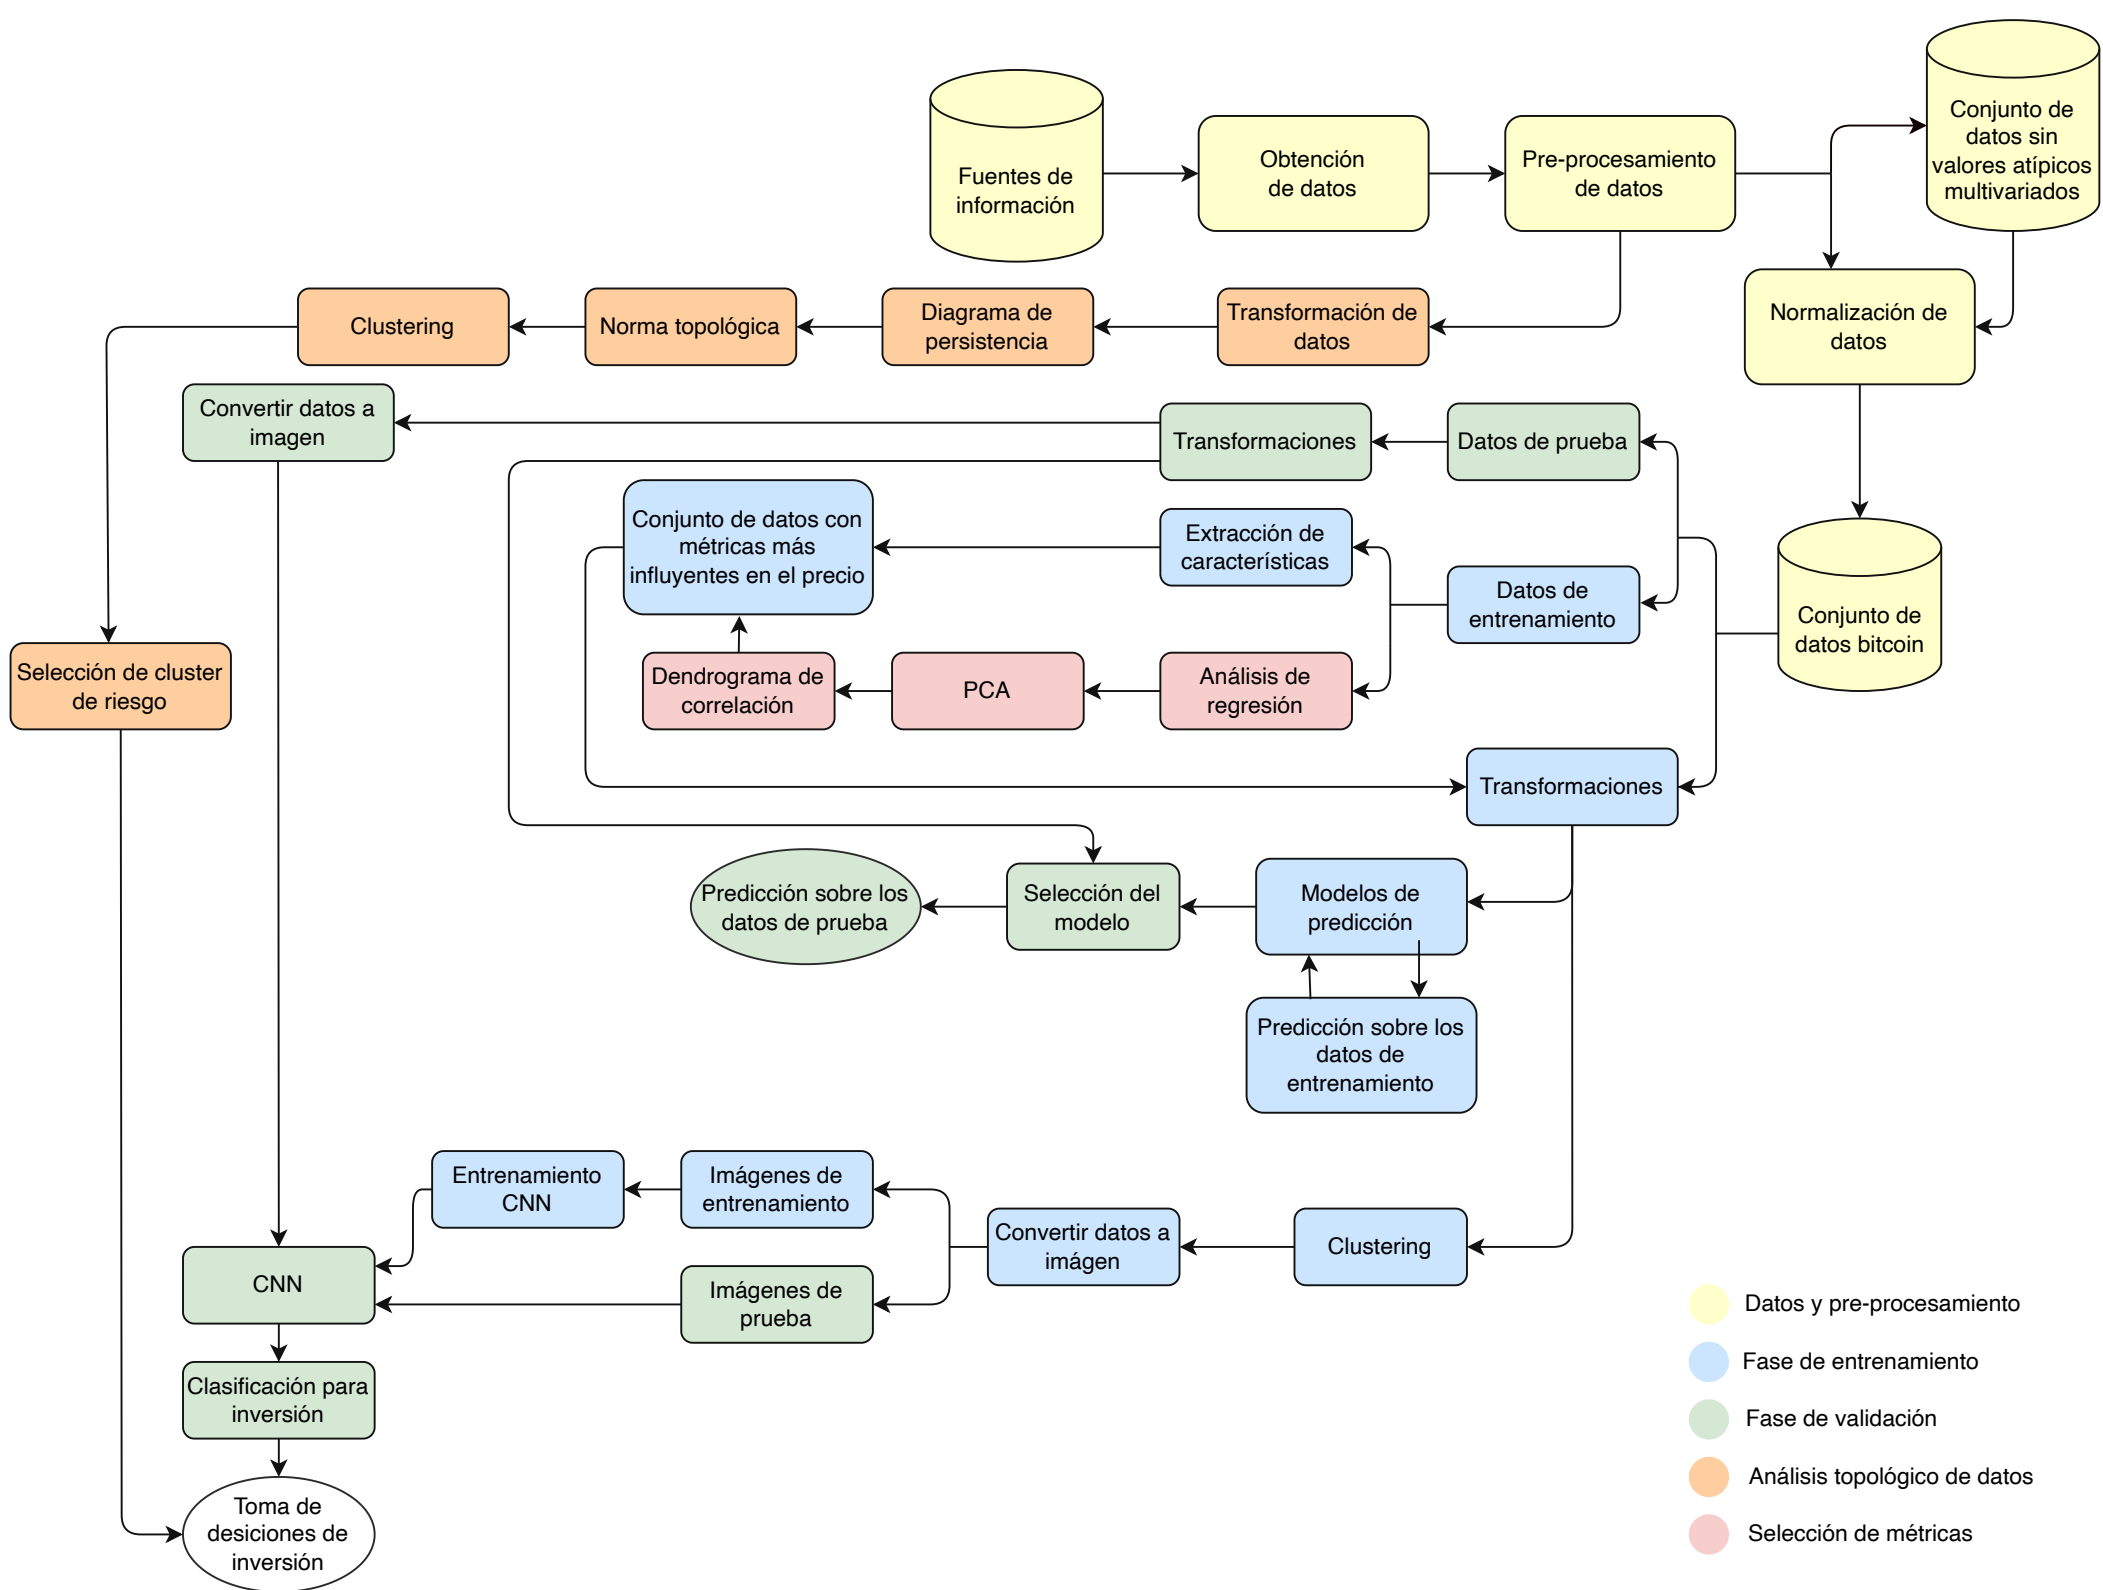 Conjunto de
datos sin
valores atípicos
multivariados
Fuentes de
información
Obtención
de datos
Pre-procesamiento
de datos
Clustering
Norma topológica
Diagrama de
persistencia
Transformación de
datos
Normalización de
datos
Convertir datos a
imagen
Transformaciones
Datos de prueba
Conjunto de datos con
métricas más
influyentes en el precio
Extracción de
características
Datos de
entrenamiento
Conjunto de
datos bitcoin
Selección de cluster
de riesgo
Dendrograma de
correlación
PCA
Análisis de
regresión
Transformaciones
Predicción sobre los
datos de prueba
Selección del
modelo
Modelos de
predicción
Predicción sobre los
datos de
entrenamiento
Entrenamiento
CNN
Imágenes de
entrenamiento
Convertir datos a
imágen
Clustering
CNN
Imágenes de
prueba
Clasificación para
inversión
Toma de
desiciones de
inversión
Datos y pre-procesamiento
Fase de entrenamiento
Fase de validación
Análisis topológico de datos
Selección de métricas